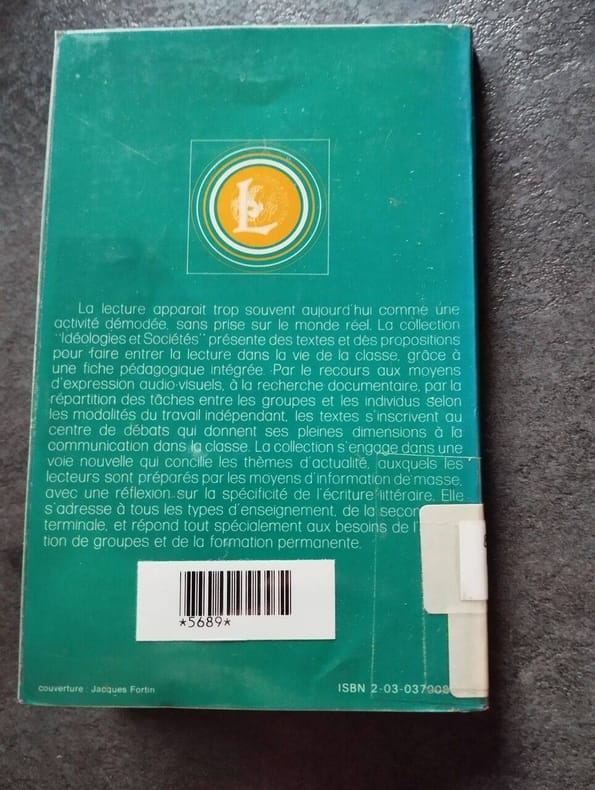 L
La lecture apparait trop souvent aujourd'hui comme une
activité démodée, sans prise sur le monde réel. La collection
"Idéologies et Sociétés" présente des textes et des propositions
pour faire entrer la lecture dans la vie de la classe, grâce à
une fiche pédagogique intégrée. Par le recours aux moyens
d'expression audio-visuels, à la recherche documentaire, par la
répartition des tâches entre les groupes et les individus selon
les modalités du travail indépendant, les textes s'inscrivent au
centre de débats qui donnent ses pleines dimensions à la
communication dans la classe. La collection s'engage dans une
voie nouvelle qui concilie les thèmes d'actualité, auxquels les
lecteurs sont préparés par les moyens d'information de masse,
avec une réflexion sur la spécificité de l'écriture littéraire. Elle
s'adresse à tous les types d'enseignement, de la secon
terminale, et répond tout spécialement aux besoins de l'
tion de groupes et de la formation permanente.
*5689*
couverture : Jacques Fortin
ISBN 2-03-037